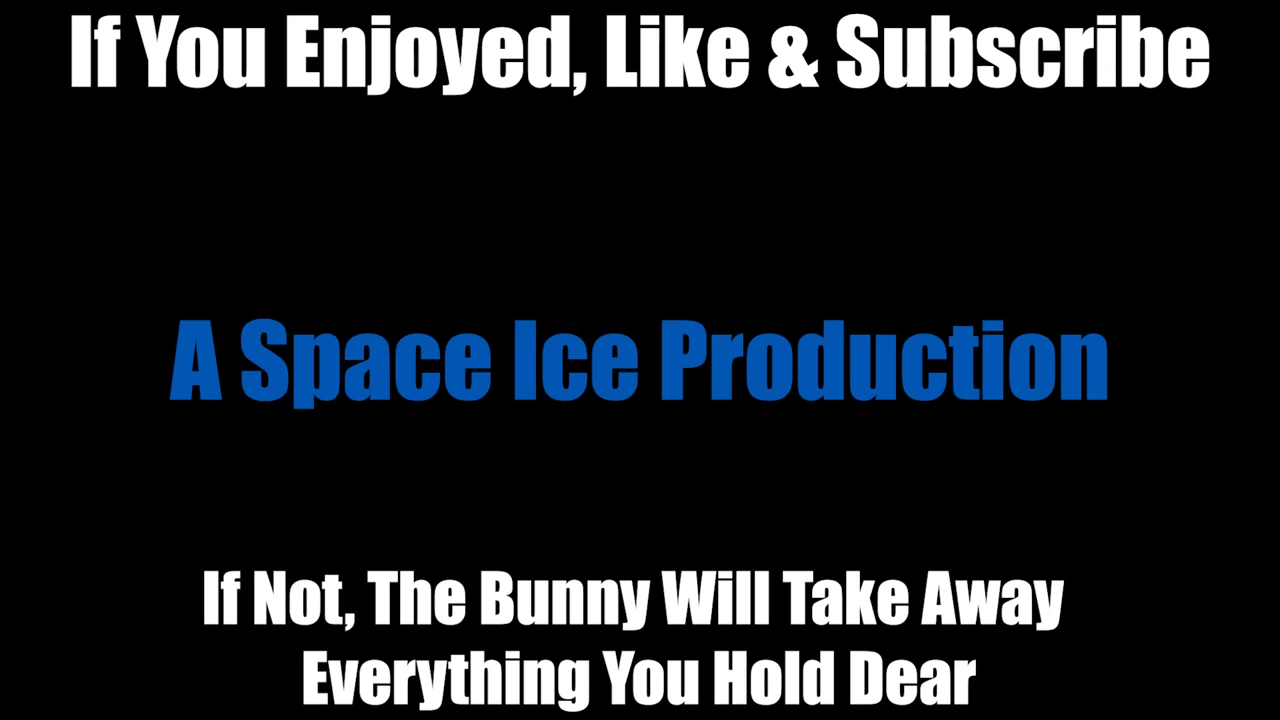 If You Enjoyed, Like & Subscribe
A Space Ice Production
If Not, The Bunny Will Take Away
Everything You Hold Dear